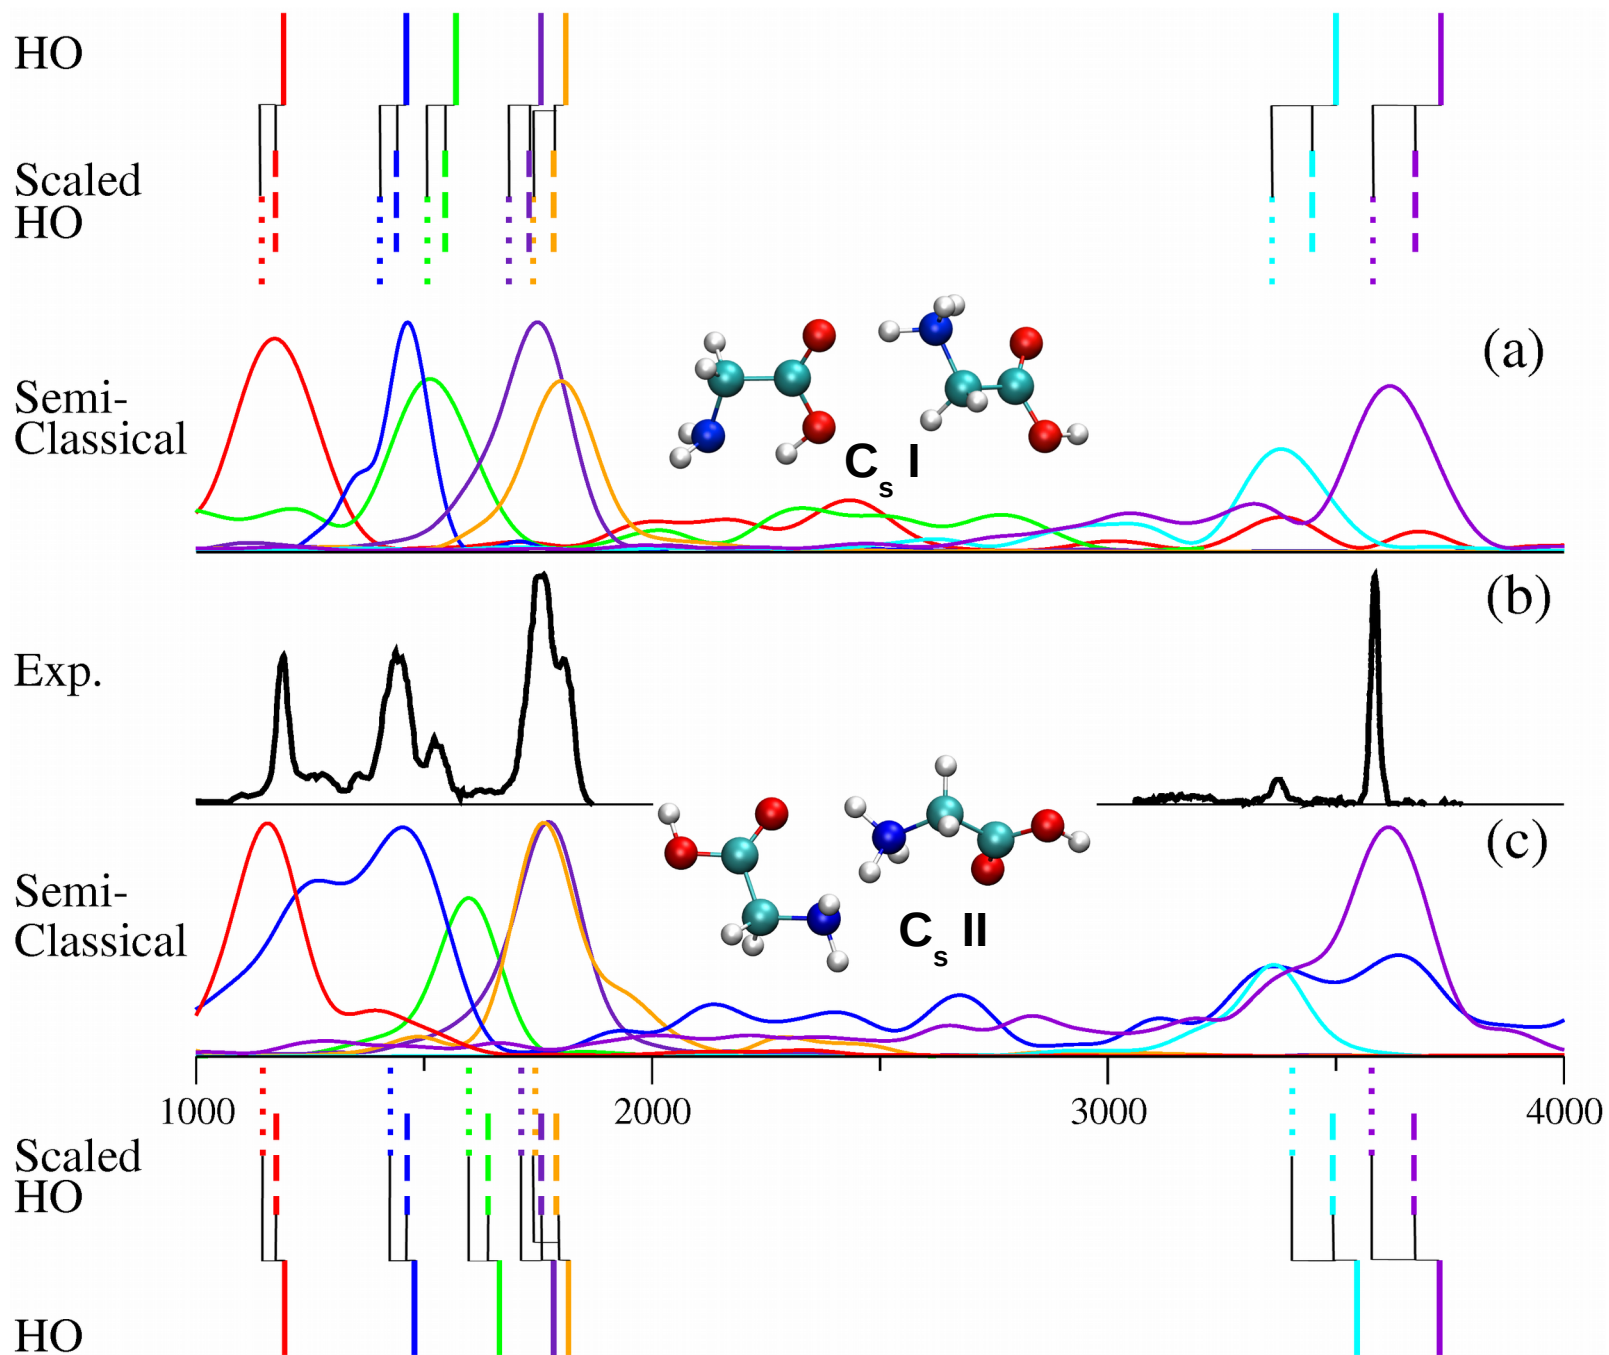 HO
Scaled
HO
(a)
Semi-
Classical
Cs I
(b)
Exp.
(c)
Semi-
Classical
Cs II
1000 2000 3000 4000
Scaled
HO
HO